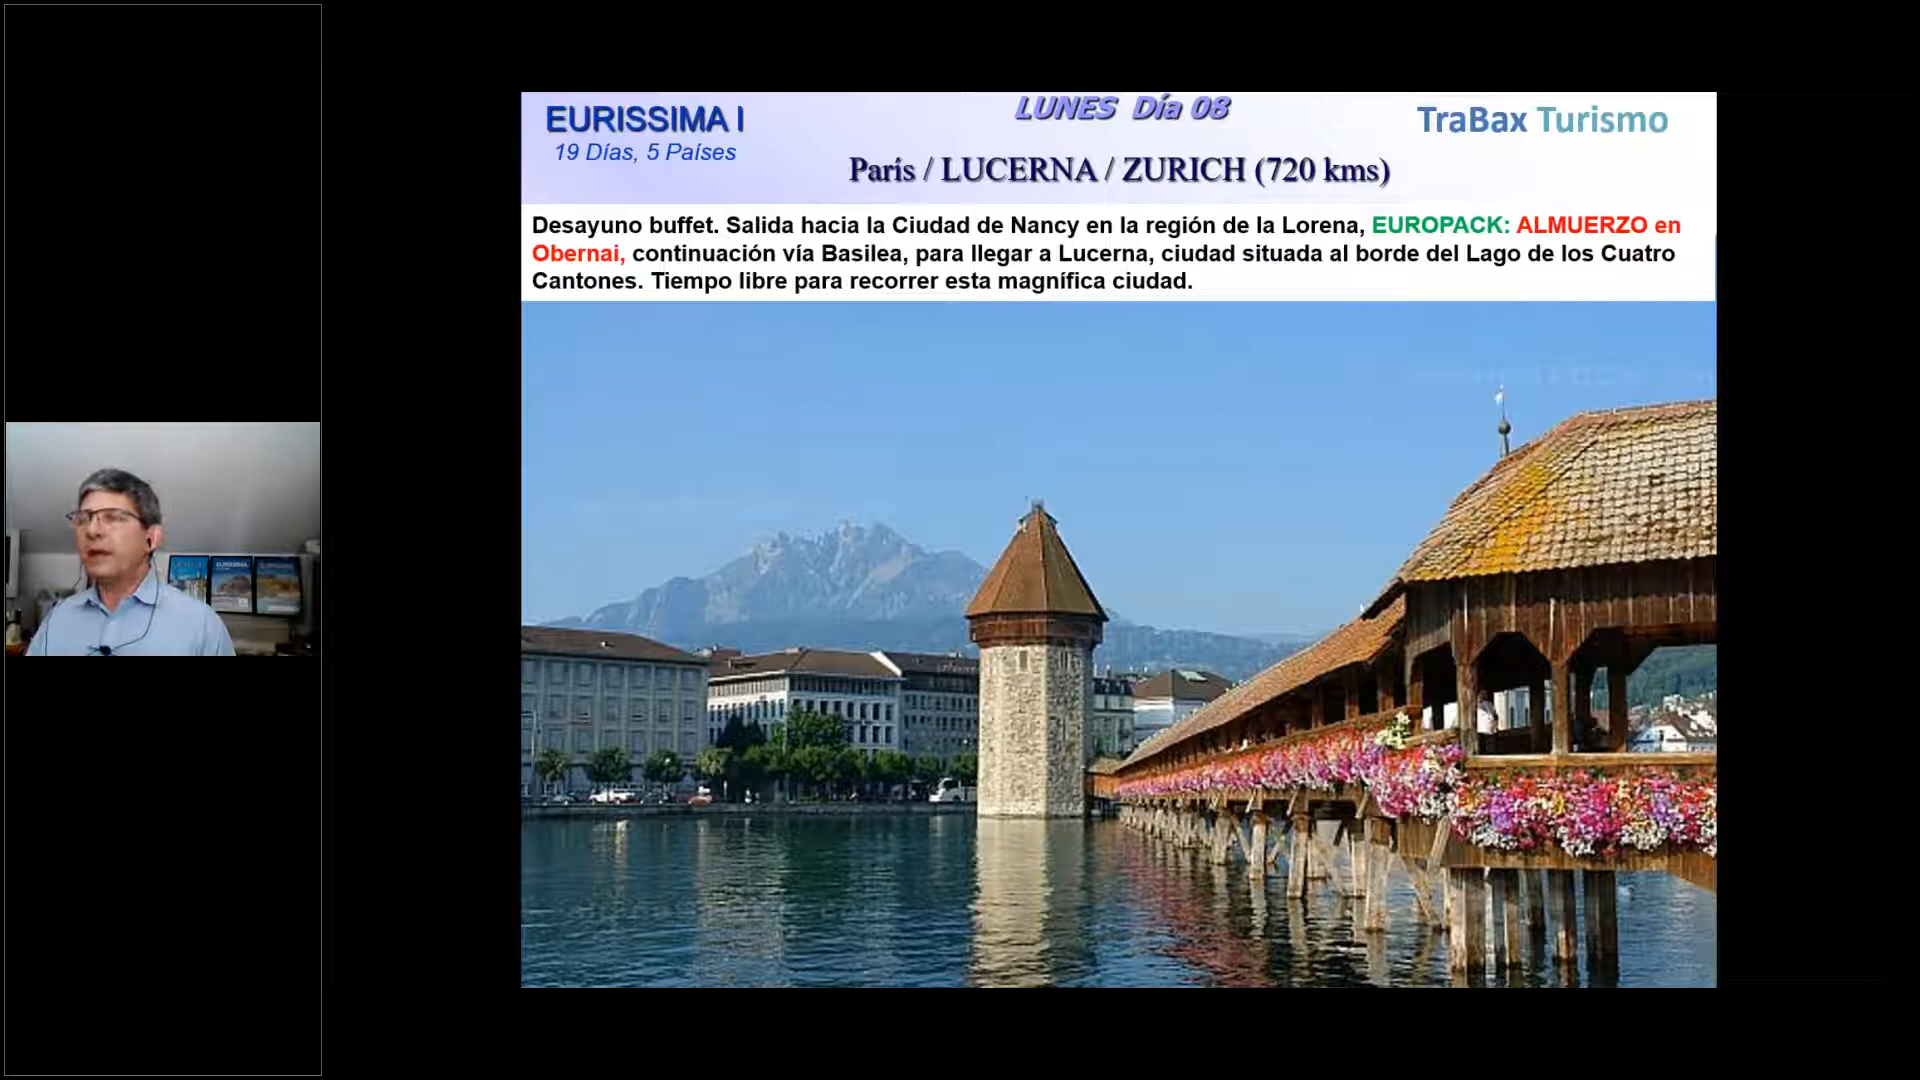 EURISSIMA I
19 Días, 5 Países
LUNES Día 08
París / LUCERNA / ZURICH (720 kms)
TraBax Turismo
Desayuno buffet. Salida hacia la Ciudad de Nancy en la región de la Lorena, EUROPACK: ALMUERZO en
Obernai, continuación vía Basilea, para llegar a Lucerna, ciudad situada al borde del Lago de los Cuatro
Cantones. Tiempo libre para recorrer esta magnífica ciudad.
EURISSIMA